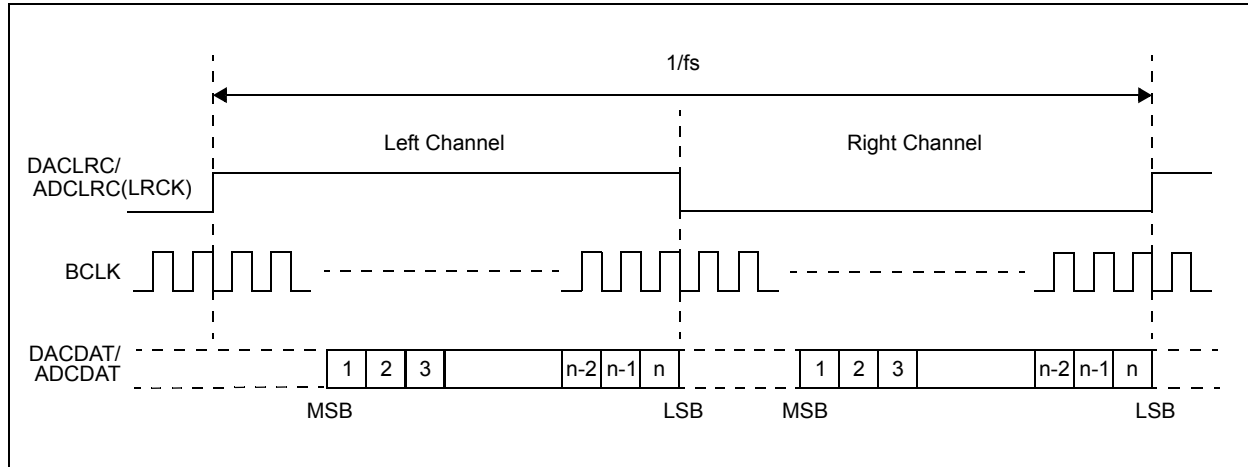 1/fs
Left Channel
Right Channel
DACLRC/
ADCLRC(LRCK)
BCLK
DACDAT/
ADCDAT
1 2 3 n-2 n-1 n 1 2 3 n-2 n-1 n
MSB LSB MSB LSB